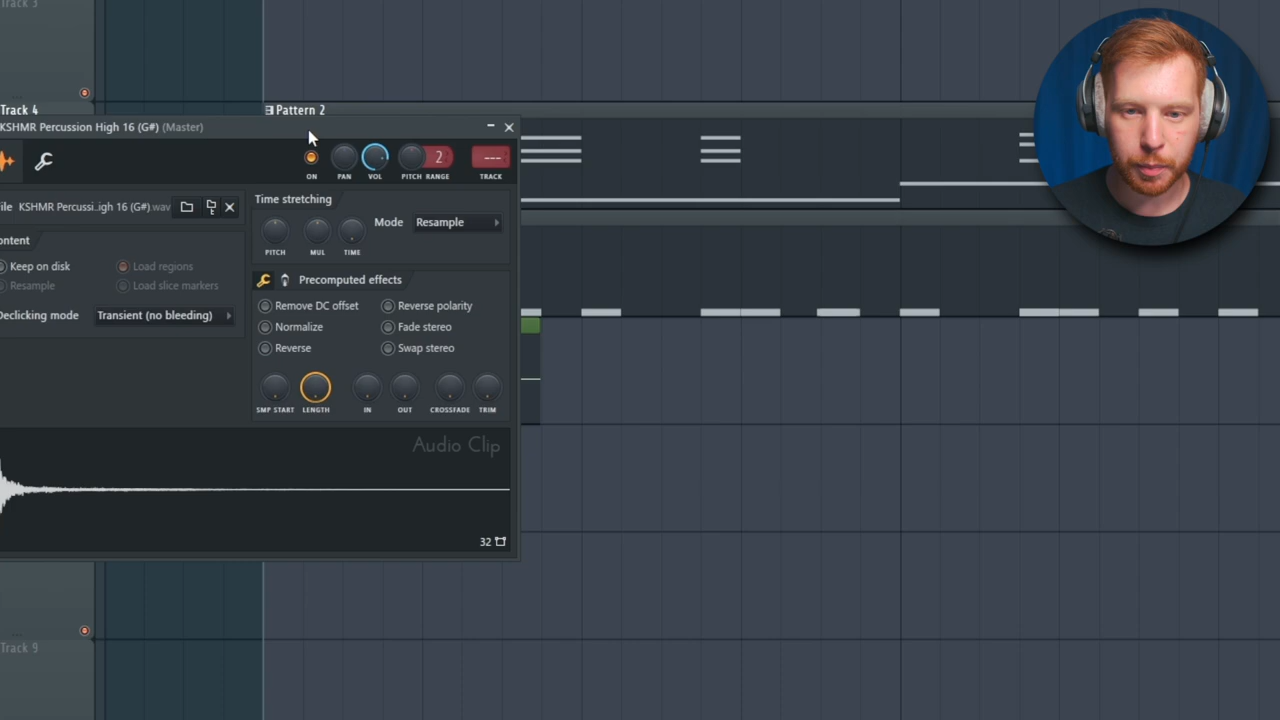 Track 3
Track 4
Pattern 2
KSHMR Percussion High 16 (G#) (Master)
2
---
ON
PAN
VOL
PITCH
RANGE
TRACK
ile
KSHMR Percussi..igh 16 (G#).wav
Time stretching
Mode
Resample
PITCH
MUL
TIME
ontent
Keep on disk
Load regions
Resample
Load slice markers
Declicking mode
Transient (no bleeding)
Precomputed effects
Remove DC offset
Reverse polarity
Normalize
Fade stereo
Reverse
Swap stereo
SMP START
LENGTH
IN
OUT
CROSSFADE
TRIM
Audio Clip
32
Track 9